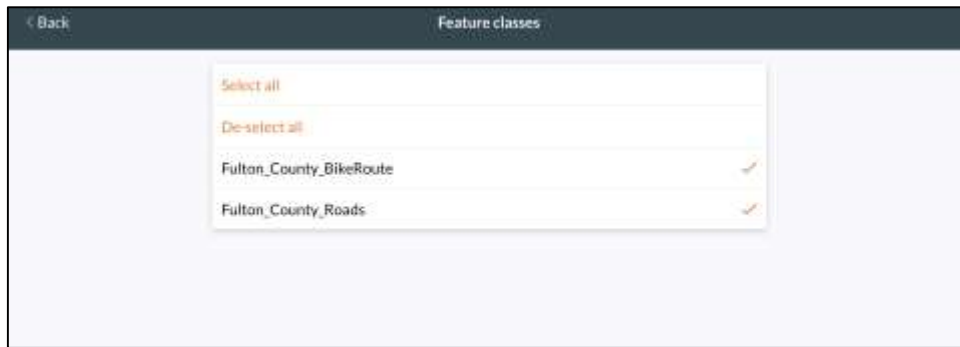 < Back
Feature classes
Select all
De-select all
Fulton_County_BikeRoute
Fulton_County_Roads